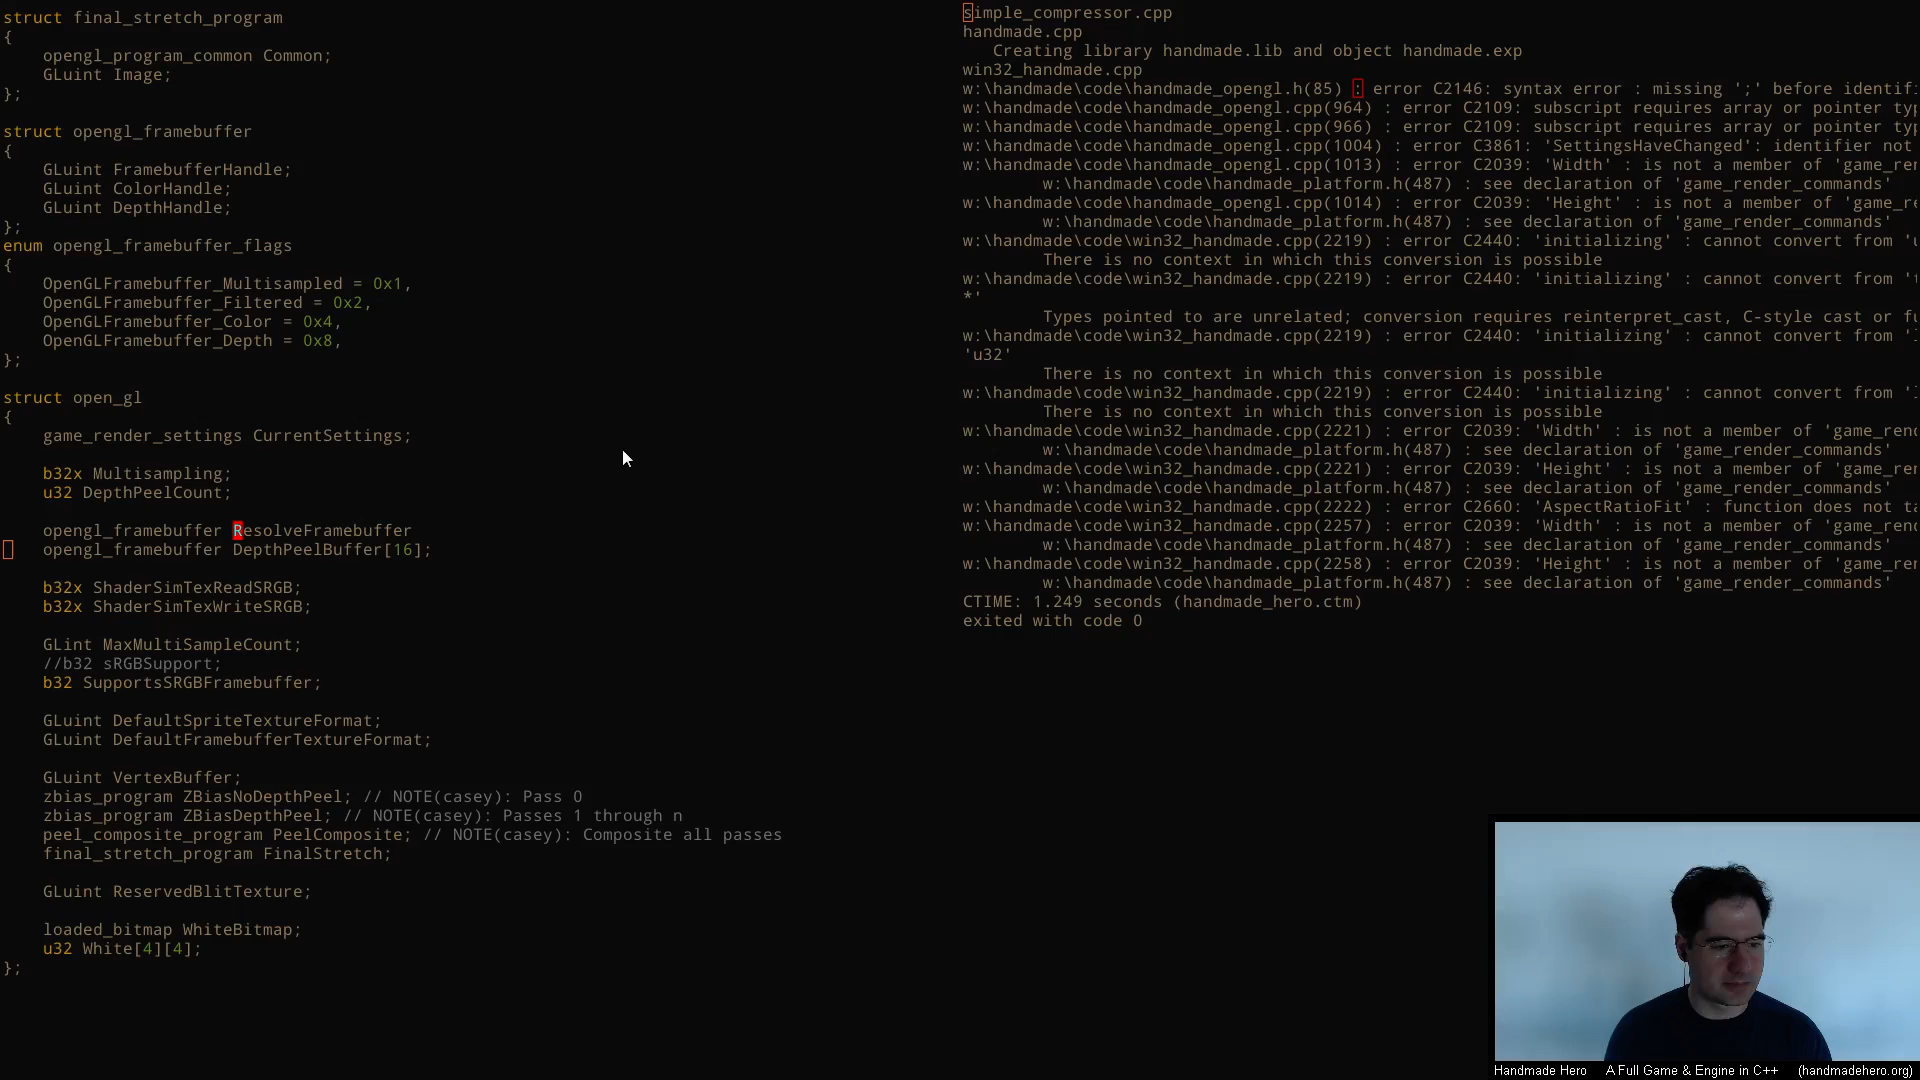 struct final_stretch_program
{
    opengl_program_common Common;
    GLuint Image;
};

struct opengl_framebuffer
{
    GLuint FramebufferHandle;
    GLuint ColorHandle;
    GLuint DepthHandle;
};
enum opengl_framebuffer_flags
{
    OpenGLFramebuffer_Multisampled = 0x1,
    OpenGLFramebuffer_Filtered = 0x2,
    OpenGLFramebuffer_Color = 0x4,
    OpenGLFramebuffer_Depth = 0x8,
};

struct open_gl
{
    game_render_settings CurrentSettings;

    b32x Multisampling;
    u32 DepthPeelCount;

    opengl_framebuffer ResolveFramebuffer
    opengl_framebuffer DepthPeelBuffer[16];

    b32x ShaderSimTexReadSRGB;
    b32x ShaderSimTexWriteSRGB;

    GLint MaxMultiSampleCount;
    //b32 sRGBSupport;
    b32 SupportsSRGBFramebuffer;

    GLuint DefaultSpriteTextureFormat;
    GLuint DefaultFramebufferTextureFormat;

    GLuint VertexBuffer;
    zbias_program ZBiasNoDepthPeel; // NOTE(casey): Pass 0
    zbias_program ZBiasDepthPeel; // NOTE(casey): Passes 1 through n
    peel_composite_program PeelComposite; // NOTE(casey): Composite all passes
    final_stretch_program FinalStretch;

    GLuint ReservedBlitTexture;

    loaded_bitmap WhiteBitmap;
    u32 White[4][4];
};
simple_compressor.cpp
handmade.cpp
   Creating library handmade.lib and object handmade.exp
win32_handmade.cpp
w:\handmade\code\handmade_opengl.h(85) : error C2146: syntax error : missing ';' before identif
w:\handmade\code\handmade_opengl.cpp(964) : error C2109: subscript requires array or pointer typ
w:\handmade\code\handmade_opengl.cpp(966) : error C2109: subscript requires array or pointer typ
w:\handmade\code\handmade_opengl.cpp(1004) : error C3861: 'SettingsHaveChanged': identifier not
w:\handmade\code\handmade_opengl.cpp(1013) : error C2039: 'Width' : is not a member of 'game_ren
        w:\handmade\code\handmade_platform.h(487) : see declaration of 'game_render_commands'
w:\handmade\code\handmade_opengl.cpp(1014) : error C2039: 'Height' : is not a member of 'game_re
        w:\handmade\code\handmade_platform.h(487) : see declaration of 'game_render_commands'
w:\handmade\code\win32_handmade.cpp(2219) : error C2440: 'initializing' : cannot convert from 'u
        There is no context in which this conversion is possible
w:\handmade\code\win32_handmade.cpp(2219) : error C2440: 'initializing' : cannot convert from 't
*'
        Types pointed to are unrelated; conversion requires reinterpret_cast, C-style cast or fu
w:\handmade\code\win32_handmade.cpp(2219) : error C2440: 'initializing' : cannot convert from '
'u32'
        There is no context in which this conversion is possible
w:\handmade\code\win32_handmade.cpp(2219) : error C2440: 'initializing' : cannot convert from '
        There is no context in which this conversion is possible
w:\handmade\code\win32_handmade.cpp(2221) : error C2039: 'Width' : is not a member of 'game_rend
        w:\handmade\code\handmade_platform.h(487) : see declaration of 'game_render_commands'
w:\handmade\code\win32_handmade.cpp(2221) : error C2039: 'Height' : is not a member of 'game_ren
        w:\handmade\code\handmade_platform.h(487) : see declaration of 'game_render_commands'
w:\handmade\code\win32_handmade.cpp(2222) : error C2660: 'AspectRatioFit' : function does not ta
w:\handmade\code\win32_handmade.cpp(2257) : error C2039: 'Width' : is not a member of 'game_rend
        w:\handmade\code\handmade_platform.h(487) : see declaration of 'game_render_commands'
w:\handmade\code\win32_handmade.cpp(2258) : error C2039: 'Height' : is not a member of 'game_ren
        w:\handmade\code\handmade_platform.h(487) : see declaration of 'game_render_commands'
CTIME: 1.249 seconds (handmade_hero.ctm)
exited with code 0
Handmade Hero A Full Game & Engine in C++ (handmadehero.org)